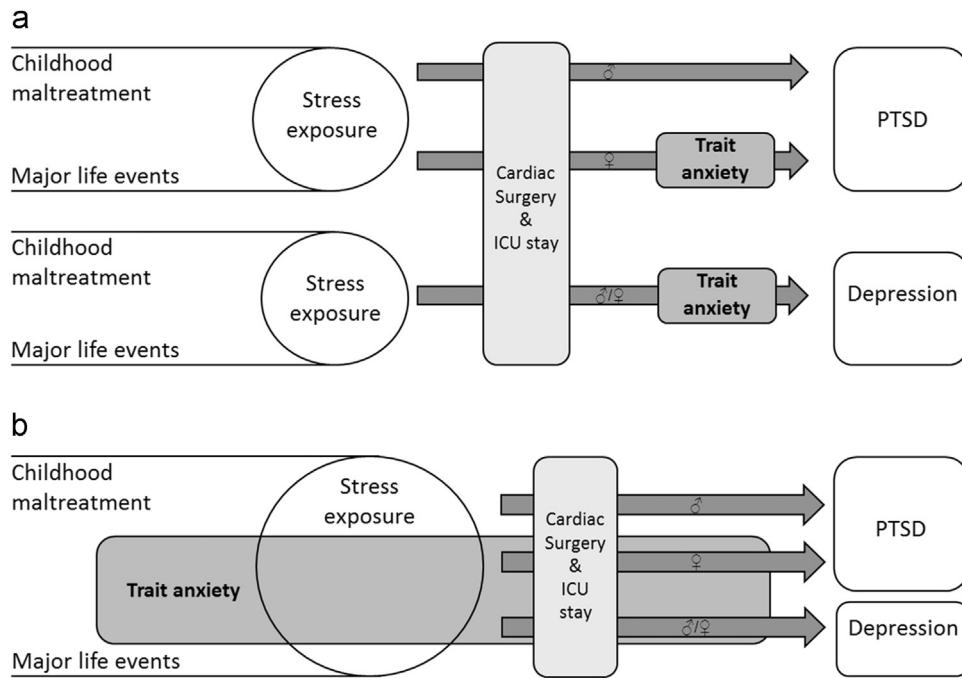 a
Childhood
maltreatment
Stress
exposure
Major life events
♂
♀
Trait
anxiety
Cardiac
Surgery
&
ICU stay
PTSD
Childhood
maltreatment
Stress
exposure
Major life events
♂/♀
Trait
anxiety
Depression
b
Childhood
maltreatment
Stress
exposure
Trait anxiety
Major life events
Cardiac
Surgery
&
ICU
stay
♂
♀
♂/♀
PTSD
Depression